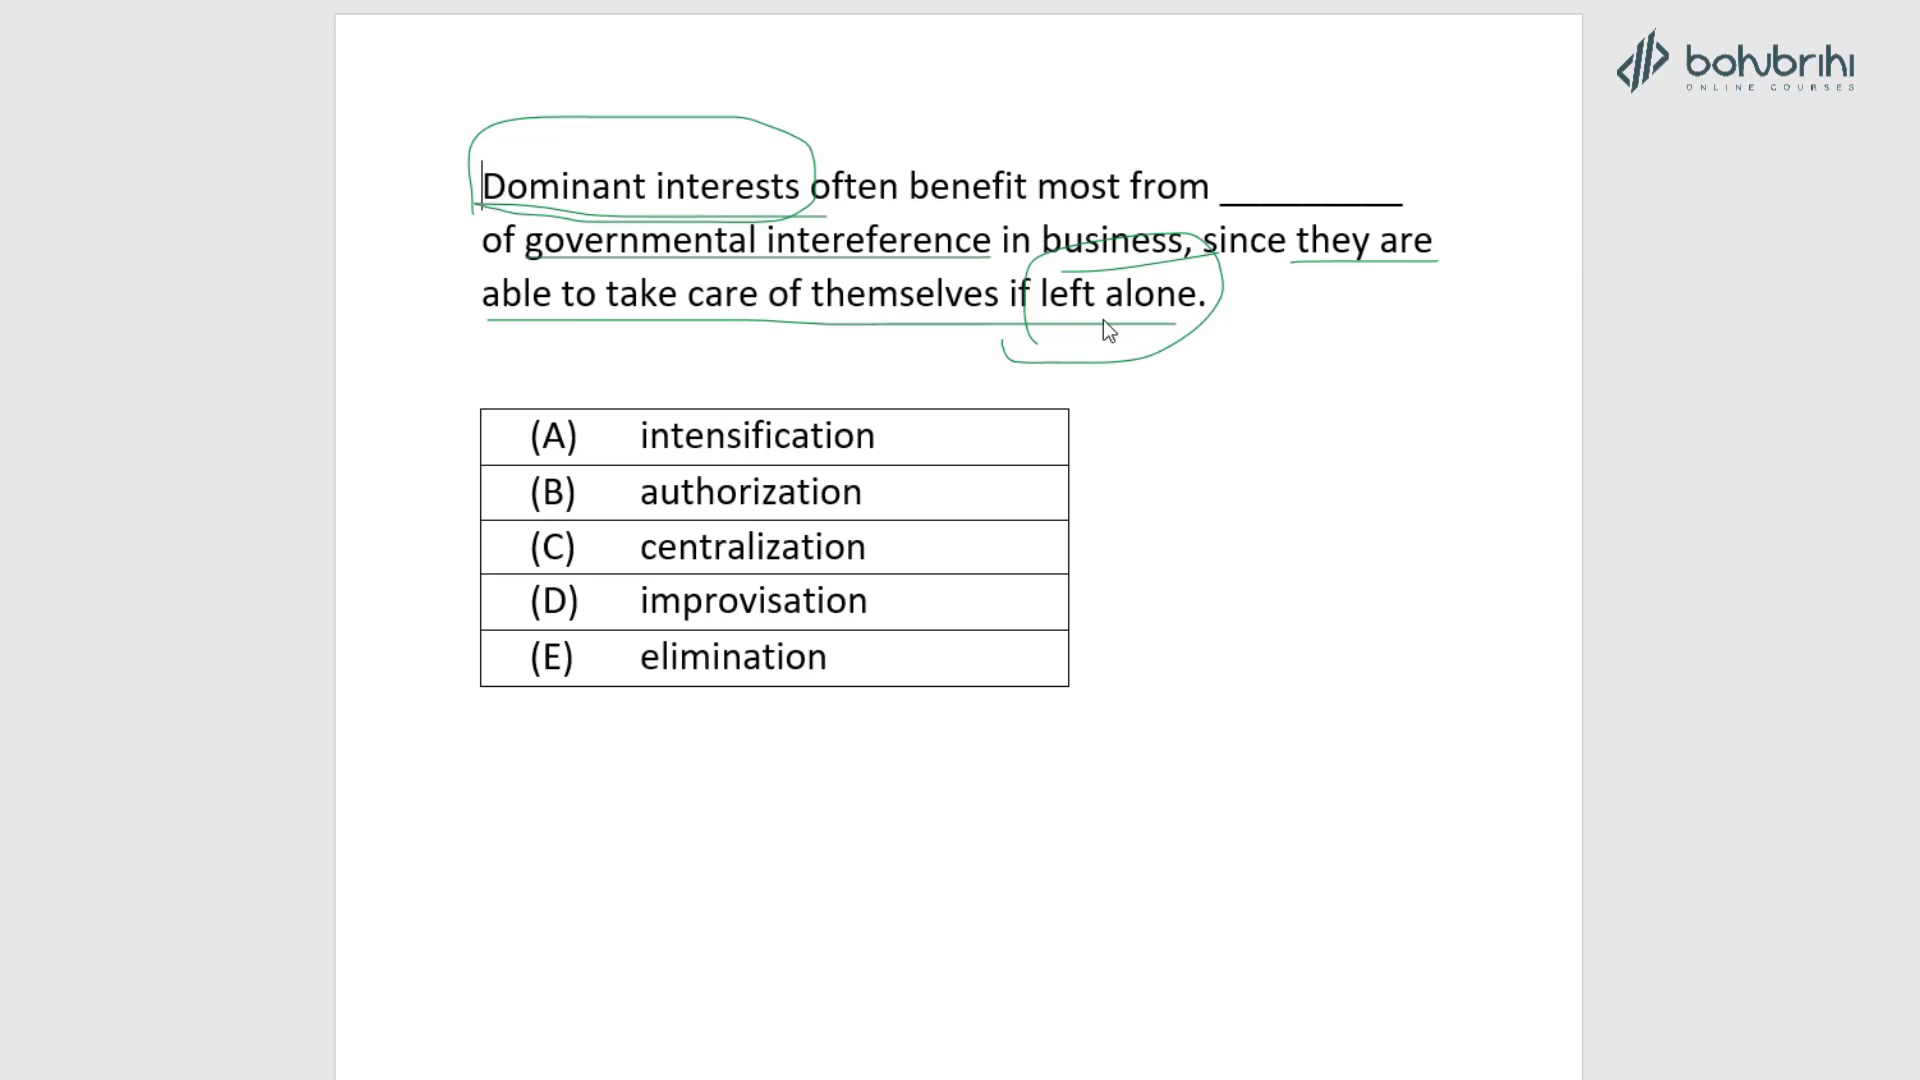 bohubrihi
ONLINE COURSES
Dominant interests often benefit most from __________
of governmental intereference in business, since they are
able to take care of themselves if left alone.
(A) intensification
(B) authorization
(C) centralization
(D) improvisation
(E) elimination